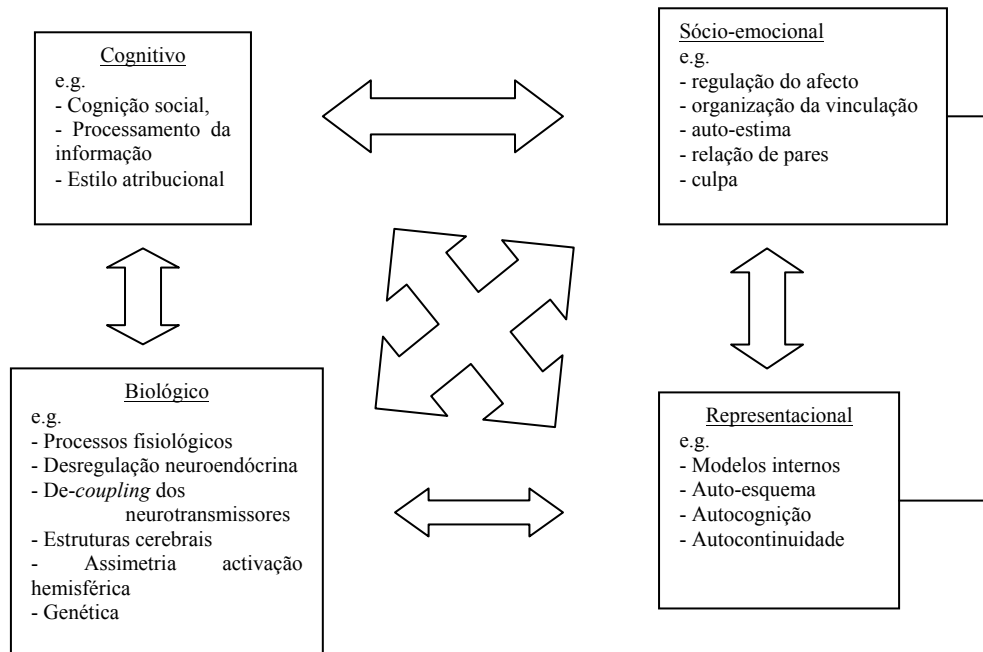 Cognitivo
e.g.
- Cognição social,
- Processamento da
informação
- Estilo atribucional
Sócio-emocional
e.g.
- regulação do afecto
- organização da vinculação
- auto-estima
- relação de pares
- culpa
Biológico
e.g.
- Processos fisiológicos
- Desregulação neuroendócrina
- De-coupling dos
neurotransmissores
- Estruturas cerebrais
- Assimetria activação
hemisférica
- Genética
Representacional
e.g.
- Modelos internos
- Auto-esquema
- Autocognição
- Autocontinuidade